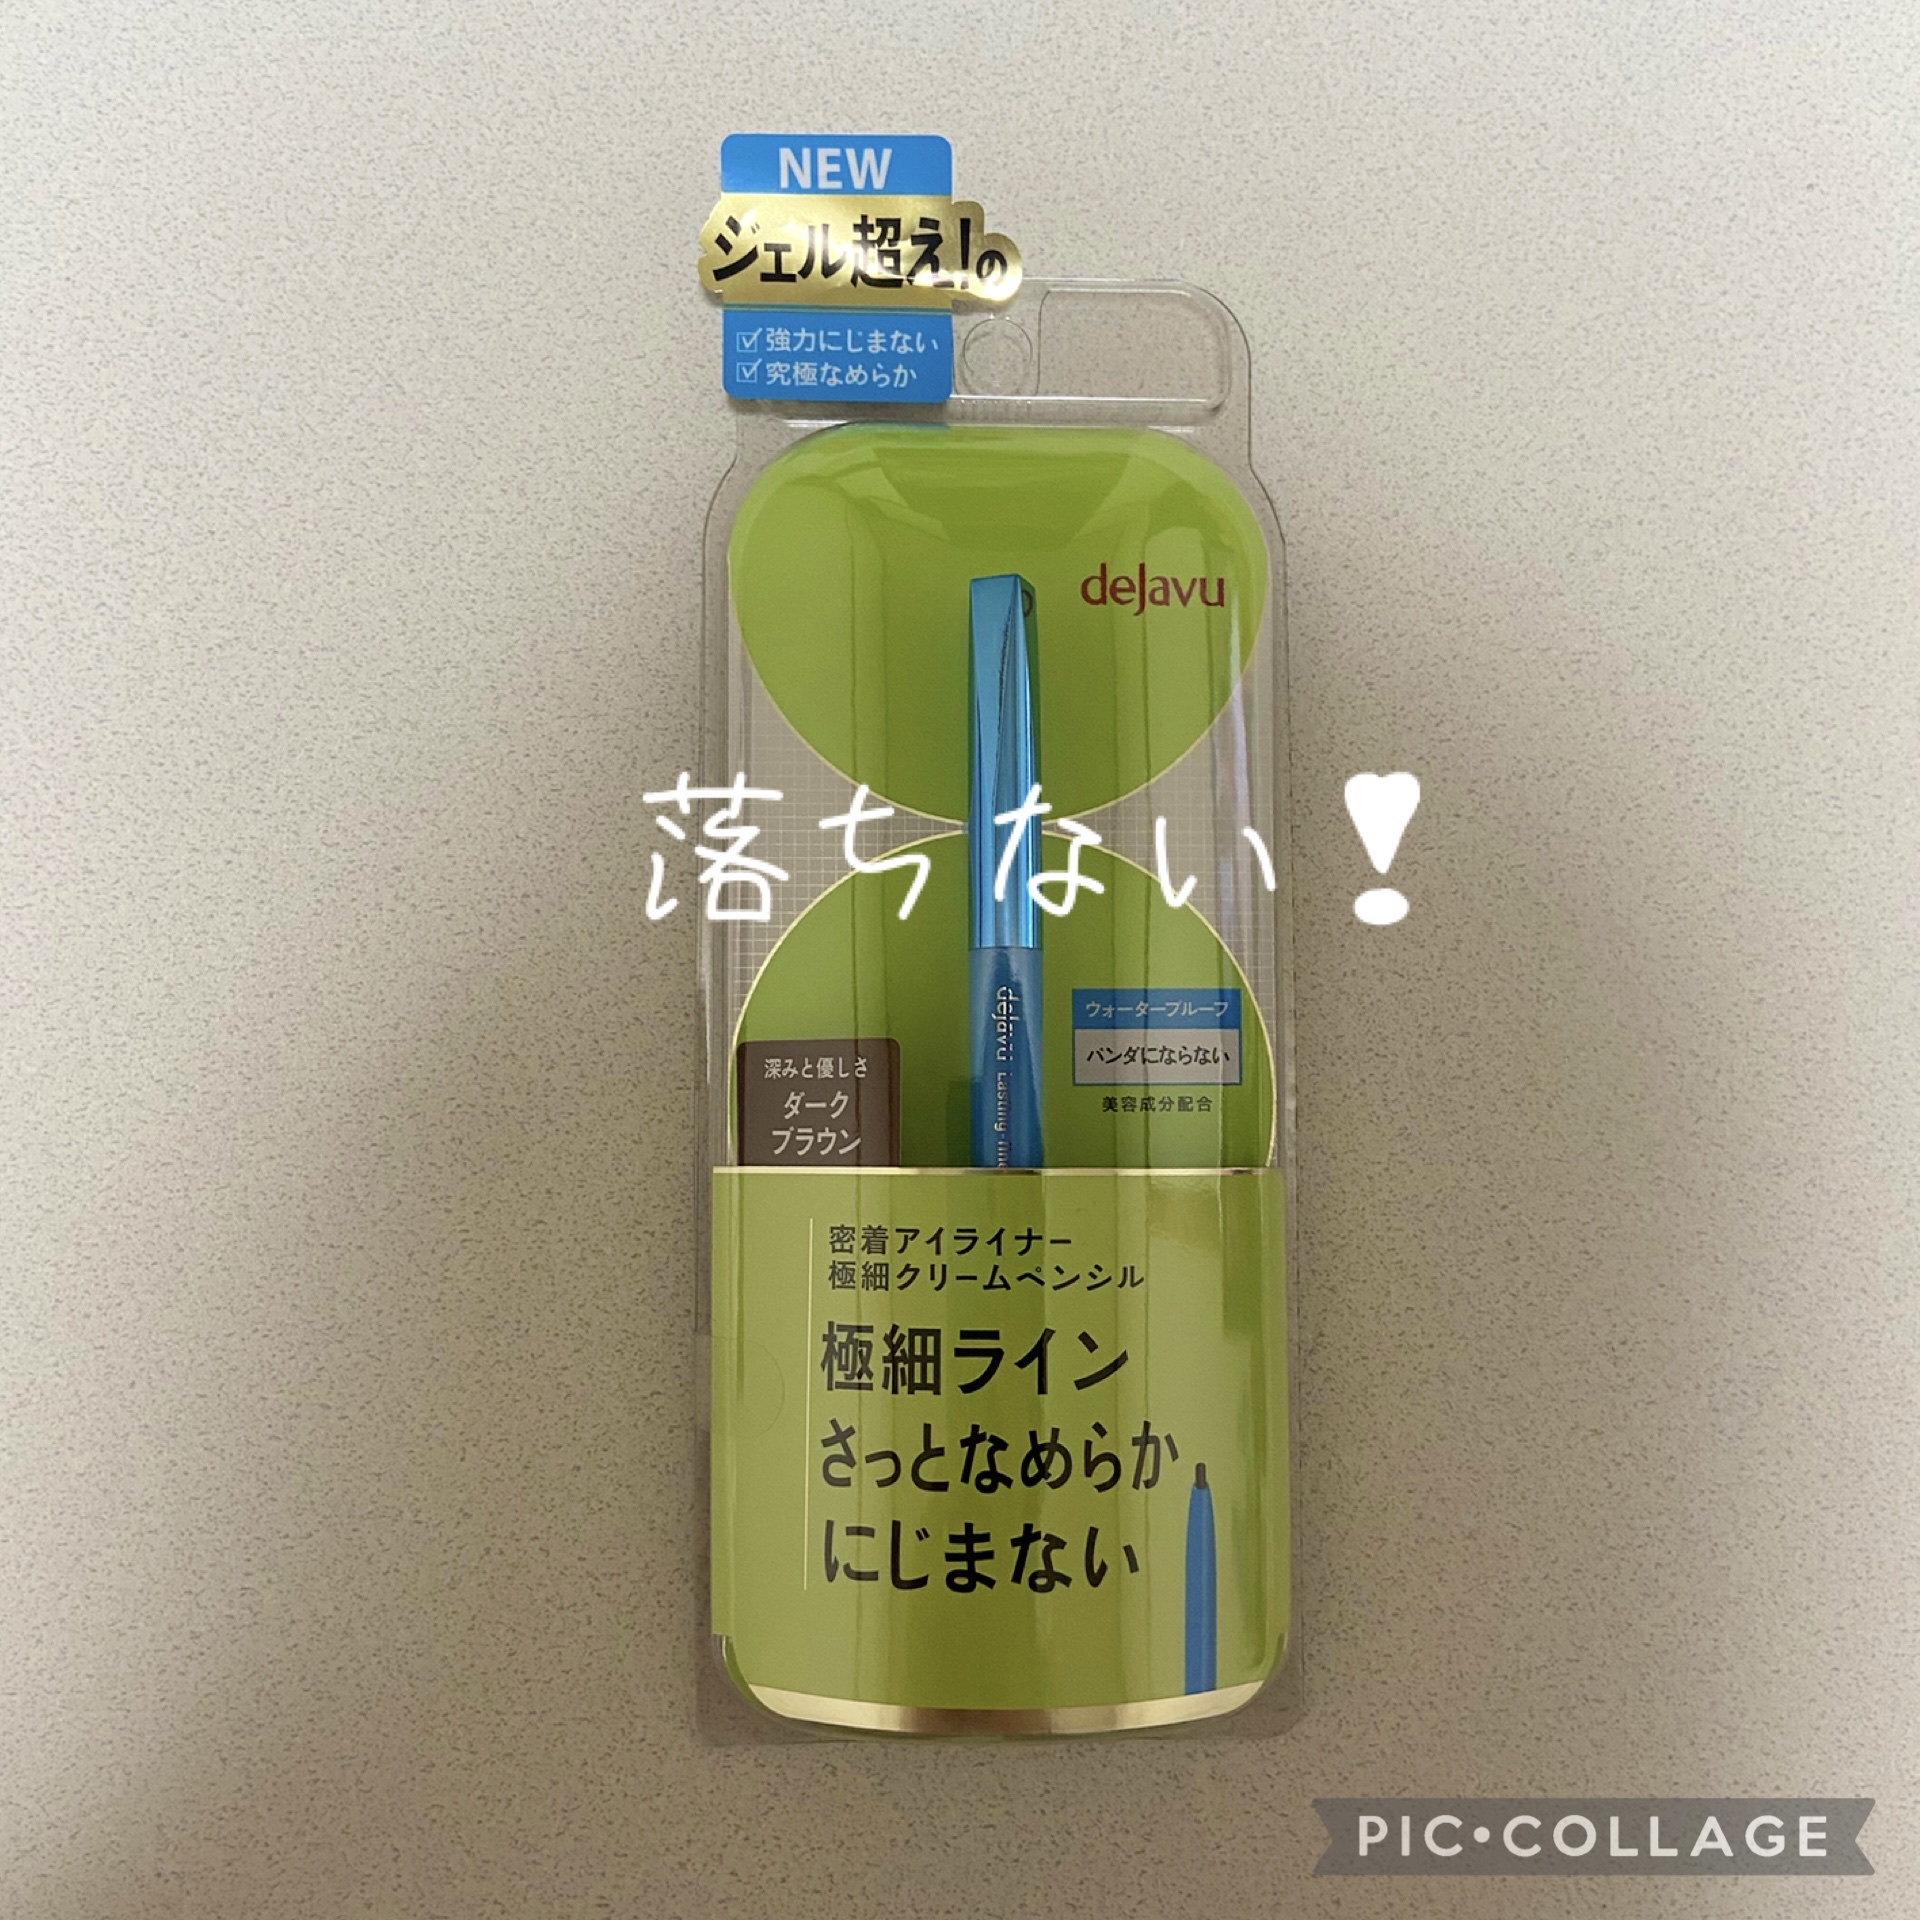 NEW
ジェル超え!の
強力にじまない
究極なめらか
dejavu
落ちない!
dejavu Lasting-fine
ウォータープルーフ
パンダにならない
美容成分配合
深みと優しさ
ダーク
ブラウン
密着アイライナー
極細クリームペンシル
極細ライン
さっとなめらか
にじまない
PIC•COLLAGE